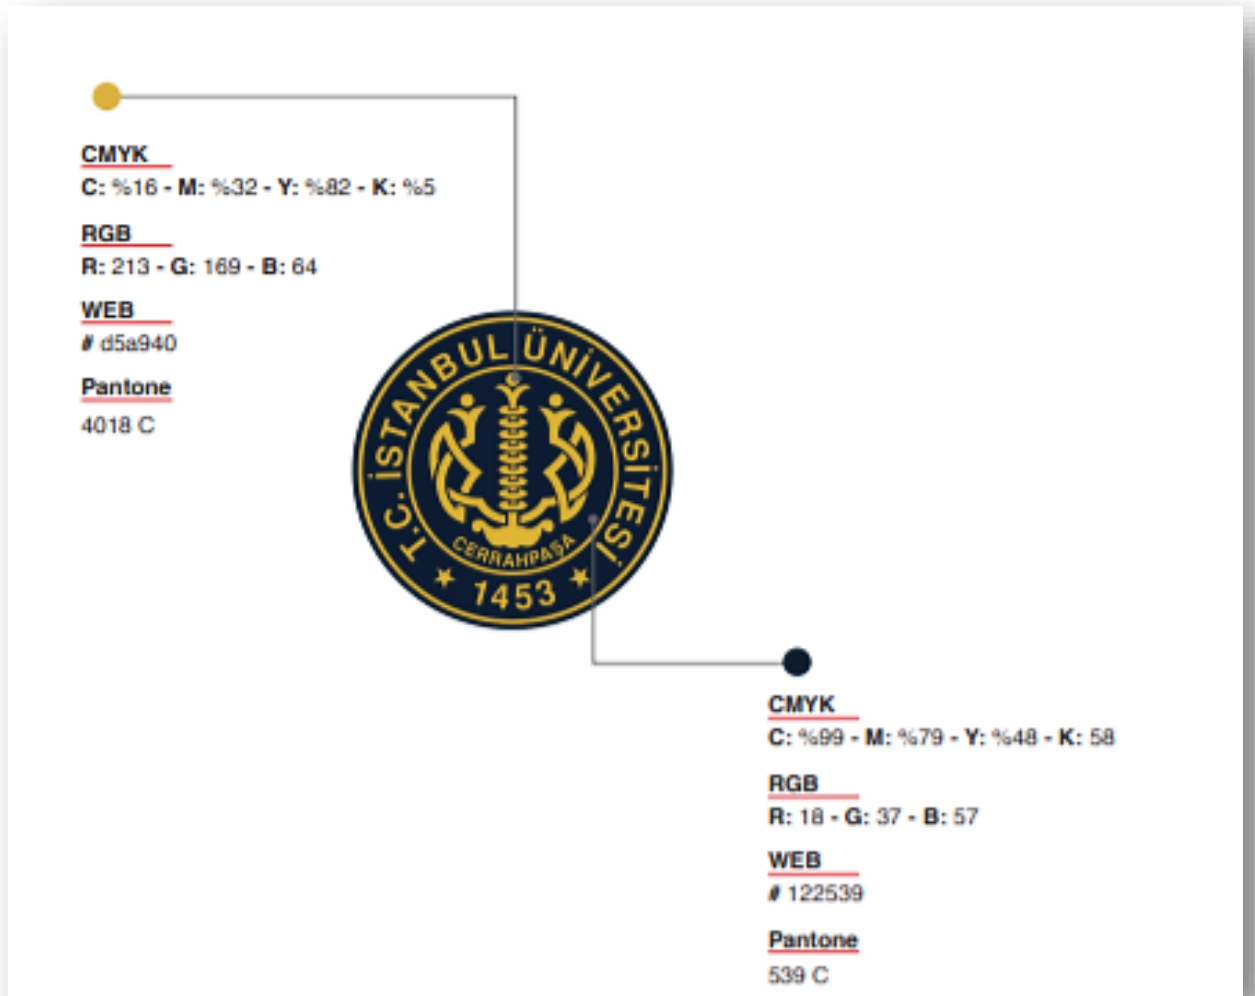 CMYK
C: %16 - M: %32 - Y: %82 - K: %5
RGB
R: 213 - G: 169 - B: 64
WEB
# d5a940
Pantone
4018 C
T.C. İSTANBUL ÜNİVERSİTESİ
CERRAHPAŞA
★ 1453 ★
CMYK
C: %99 - M: %79 - Y: %48 - K: 58
RGB
R: 18 - G: 37 - B: 57
WEB
# 122539
Pantone
539 C